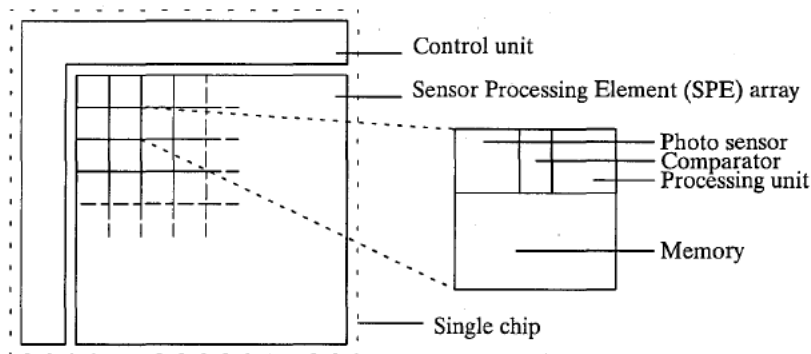 Control unit
Sensor Processing Element (SPE) array
Photo sensor
Comparator
Processing unit
Memory
Single chip